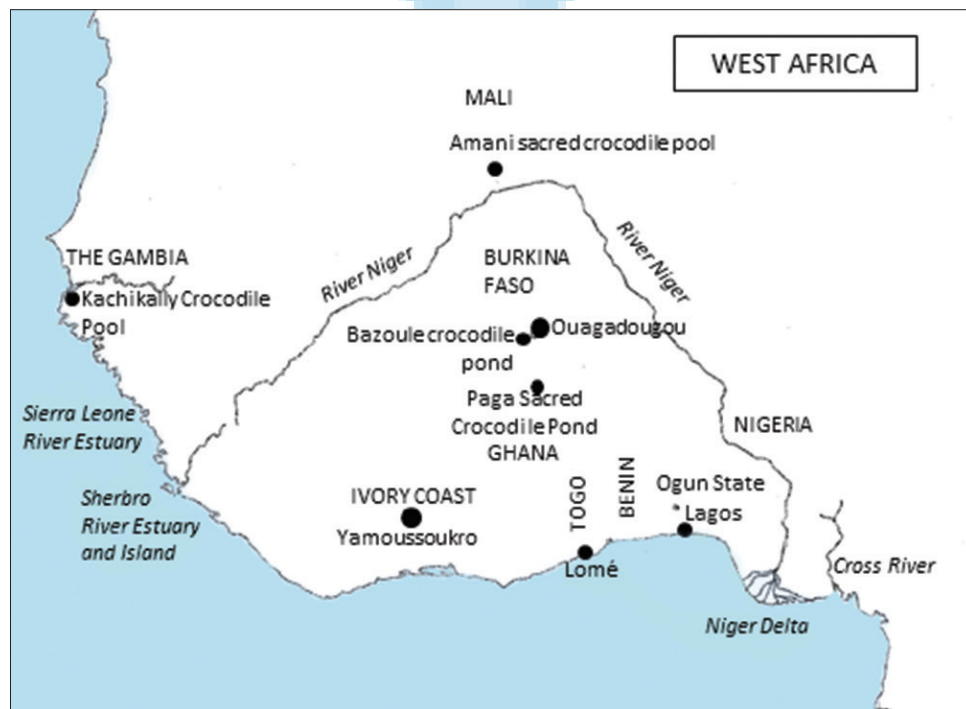 WEST AFRICA
MALI
Amani sacred crocodile pool
River Niger
River Niger
THE GAMBIA
Kachikally Crocodile
Pool
BURKINA
FASO
Ouagadougou
Bazoule crocodile
pond
Paga Sacred
Crocodile Pond
GHANA
Sierra Leone
River Estuary
NIGERIA
Sherbro
River Estuary
and Island
IVORY COAST
Yamoussoukro
TOGO
BENIN
Ogun State
Lagos
Lomé
Cross River
Niger Delta